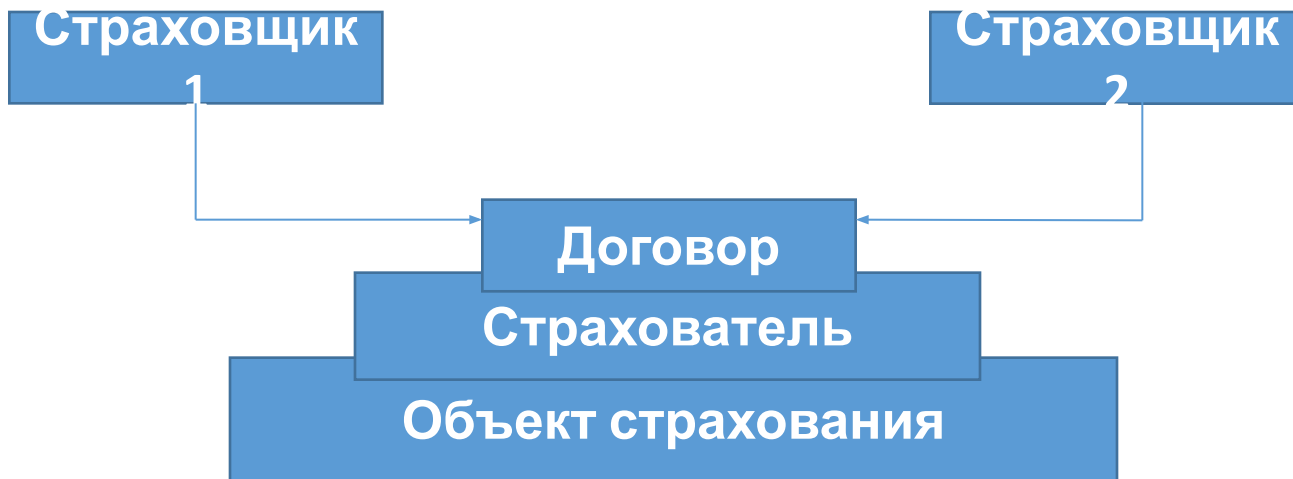 Страховщик
1
Страховщик
2
Договор
Страхователь
Объект страхования